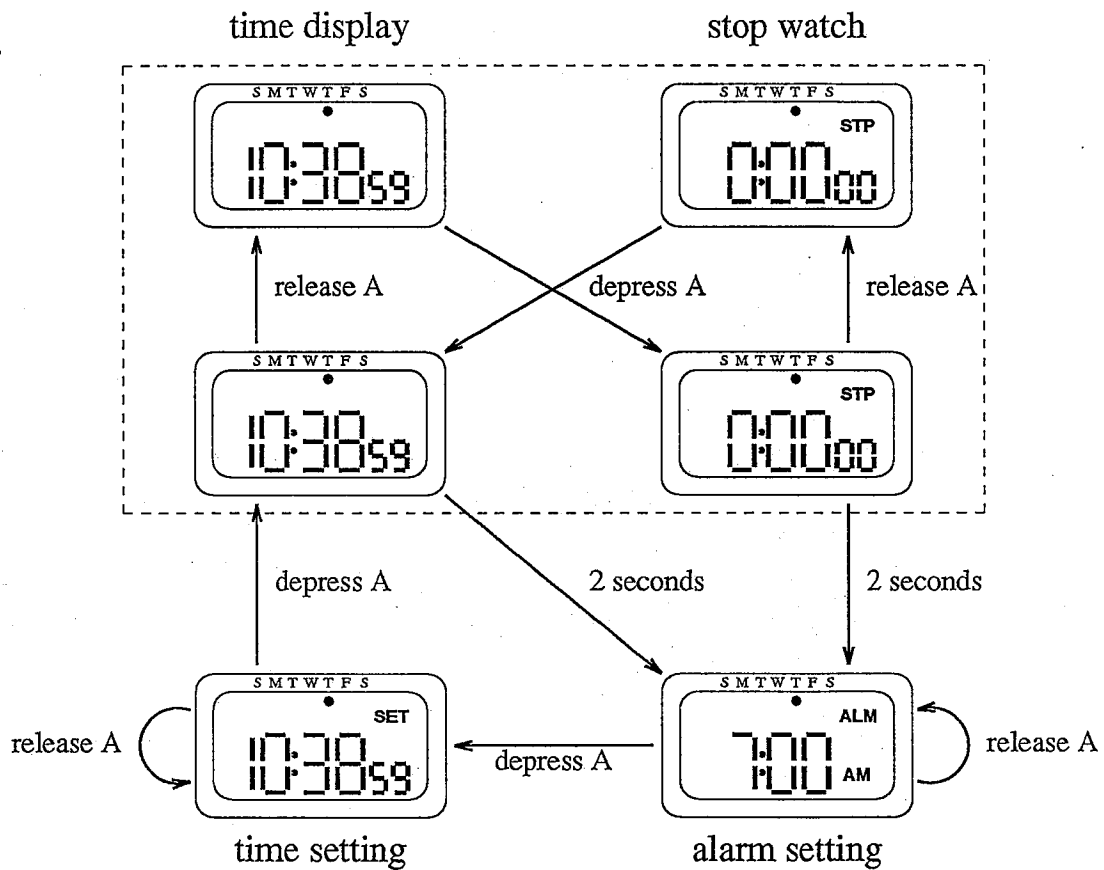 time display
stop watch
S M T W T F S
10:38 59
S M T W T F S
STP
0:00 00
release A
depress A
release A
S M T W T F S
10:38 59
S M T W T F S
STP
0:00 00
depress A
2 seconds
2 seconds
S M T W T F S
SET
10:38 59
S M T W T F S
ALM
7:00 AM
release A
depress A
release A
time setting
alarm setting